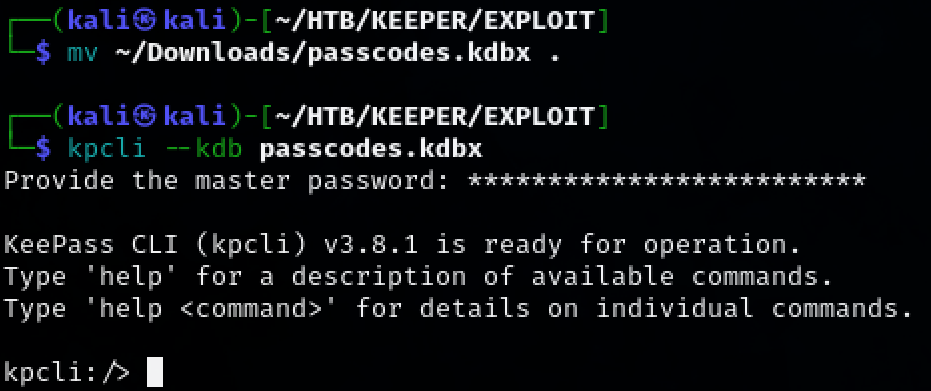 ┌──(kali㉿kali)-[~/HTB/KEEPER/EXPLOIT]
└─$ mv ~/Downloads/passcodes.kdbx .
┌──(kali㉿kali)-[~/HTB/KEEPER/EXPLOIT]
└─$ kpcli --kdb passcodes.kdbx
Provide the master password: *************************
KeePass CLI (kpcli) v3.8.1 is ready for operation.
Type 'help' for a description of available commands.
Type 'help <command>' for details on individual commands.
kpcli:/>